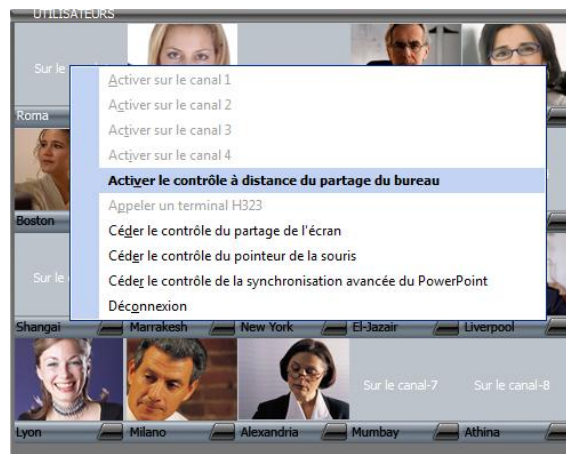 UTILISATEURS
Sur le
Activer sur le canal 1
Activer sur le canal 2
Activer sur le canal 3
Activer sur le canal 4
Activer le contrôle à distance du partage du bureau
Appeler un terminal H323
Céder le contrôle du partage de l'écran
Céder le contrôle du pointeur de la souris
Céder le contrôle de la synchronisation avancée du PowerPoint
Déconnexion
Roma
Boston
Sur le
Shangai Marrakesh New York El-Jazair Liverpool
Sur le canal-7 Sur le canal-8
Lyon Milano Alexandria Mumbay Athina